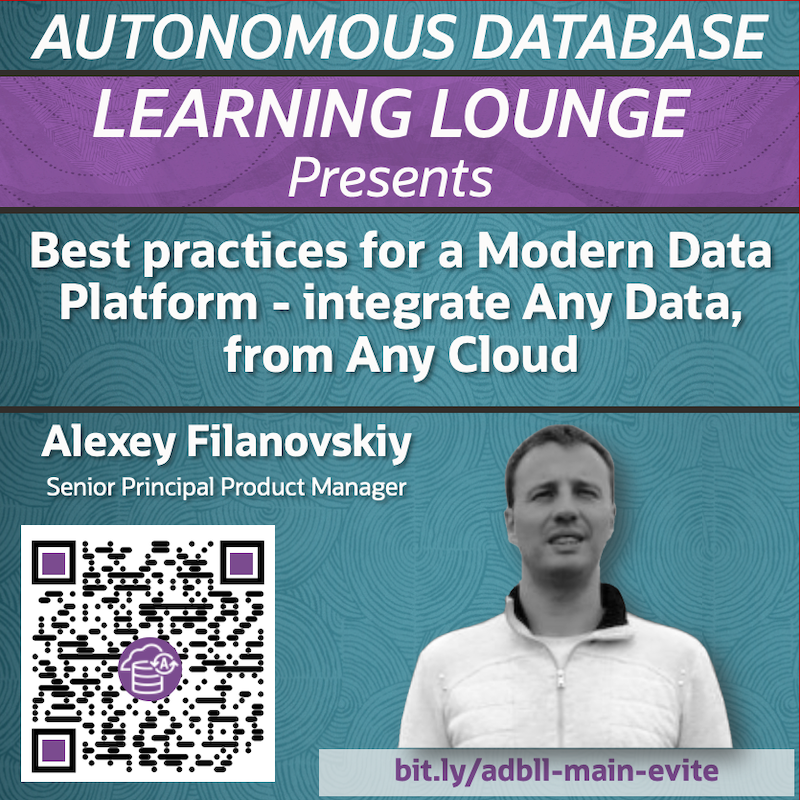 AUTONOMOUS DATABASE
LEARNING LOUNGE
Presents
Best practices for a Modern Data
Platform - integrate Any Data,
from Any Cloud
Alexey Filanovskiy
Senior Principal Product Manager
A
bit.ly/adbll-main-evite